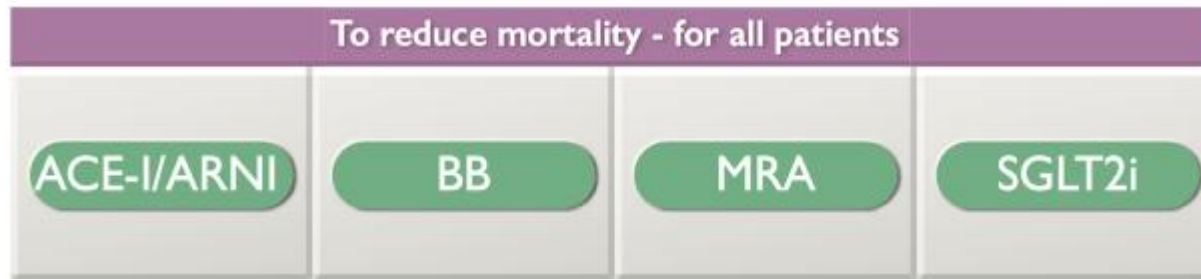 To reduce mortality - for all patients
ACE-I/ARNI BB MRA SGLT2i